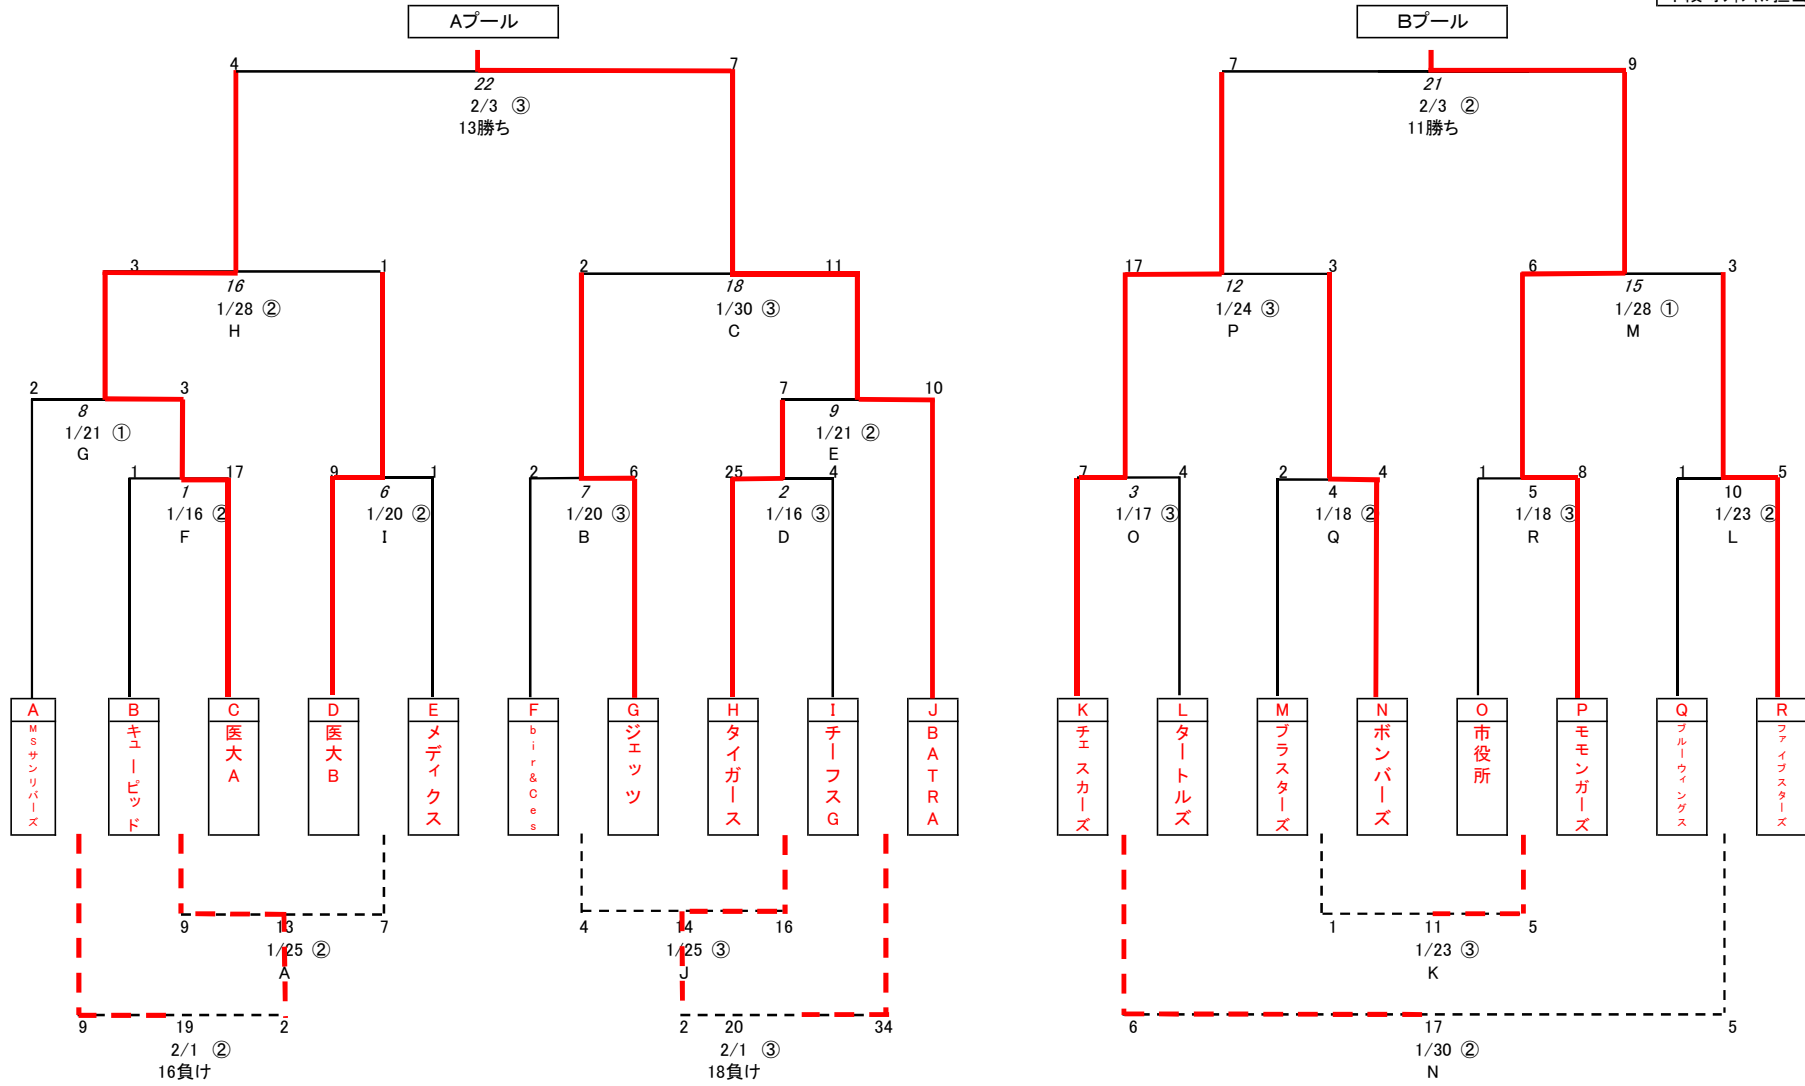 Aプール
Bプール
4
7
7
9
22
2/3 ③
13勝ち
21
2/3 ②
11勝ち
3
1
2
11
17
3
6
3
16
1/28 ②
H
18
1/30 ③
C
12
1/24 ③
P
15
1/28 ①
M
2
3
7
10
8
1/21 ①
G
9
1/21 ②
E
1
17
9
1
2
6
25
4
7
4
2
4
1
8
1
5
1
1/16 ②
F
6
1/20 ②
I
7
1/20 ③
B
2
1/16 ③
D
3
1/17 ③
O
4
1/18 ②
Q
5
1/18 ③
R
10
1/23 ②
L
A
MSサンリバーズ
B
キューピッド
C
医大A
D
医大B
E
メディクス
F
bir&Ces
G
ジェッツ
H
タイガース
I
チーフスG
J
BATRA
K
チェスカーズ
L
タートルズ
M
ブラスターズ
N
ボンバーズ
O
市役所
P
モモンガーズ
Q
ブルーウィングス
R
ファイブスターズ
9
13
7
1/25 ②
A
4
14
16
1/25 ③
J
1
11
5
1/23 ③
K
9
19
2
2/1 ②
16負け
2
20
34
2/1 ③
18負け
6
17
5
1/30 ②
N